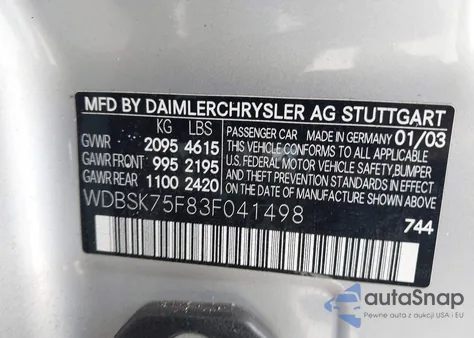 MFD BY DAIMLERCHRYSLER AG STUTTGART
KG LBS
GVWR 2095 4615
GAWR FRONT 995 2195
GAWR REAR 1100 2420
PASSENGER CAR MADE IN GERMANY 01/03
THIS VEHICLE CONFORMS TO ALL APPLICABLE
U.S. FEDERAL MOTOR VEHICLE SAFETY, BUMPER,
AND THEFT PREVENTION STANDARDS IN EFFECT
ON DATE OF MANUFACTURE SHOWN ABOVE.
WDBSK75F83F041498
744
autoSnap
Pewne auta z aukcji USA i EU